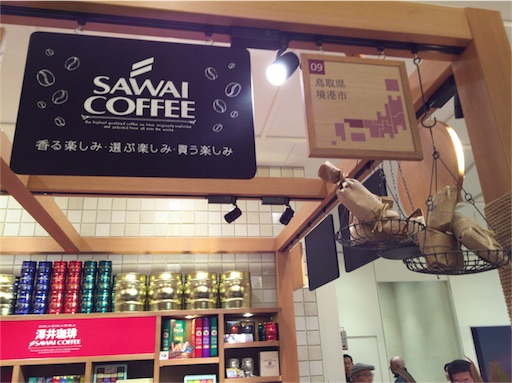 SAWAI
COFFEE
the highest qualified coffee we have originally exploited
and selected from all over the world.
香る楽しみ・選ぶ楽しみ・買う楽しみ
09
鳥取県
境港市
澤井珈琲
SAWAI COFFEE